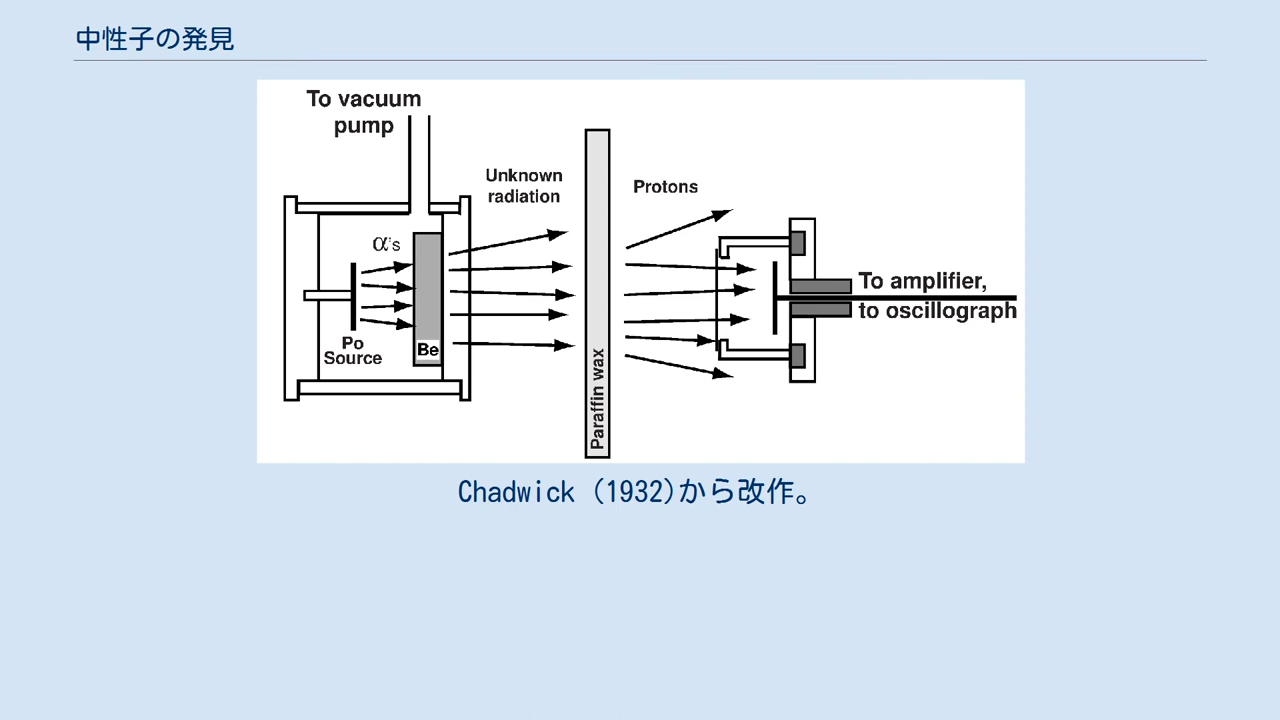 中性子の発見
To vacuum
pump
Unknown
radiation
Protons
α's
Po
Source
Be
Paraffin wax
To amplifier,
to oscillograph
Chadwick (1932)から改作。